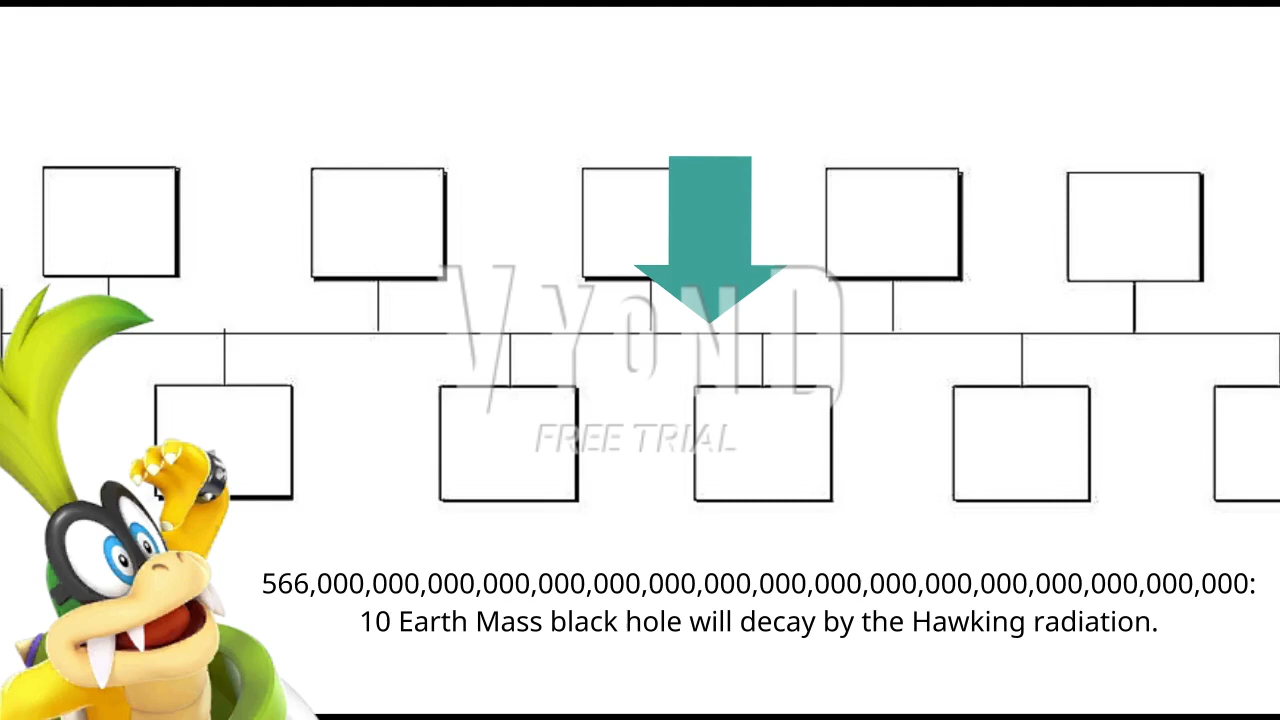 VYOND
FREE TRIAL
566,000,000,000,000,000,000,000,000,000,000,000,000,000,000,000,000,000:
10 Earth Mass black hole will decay by the Hawking radiation.